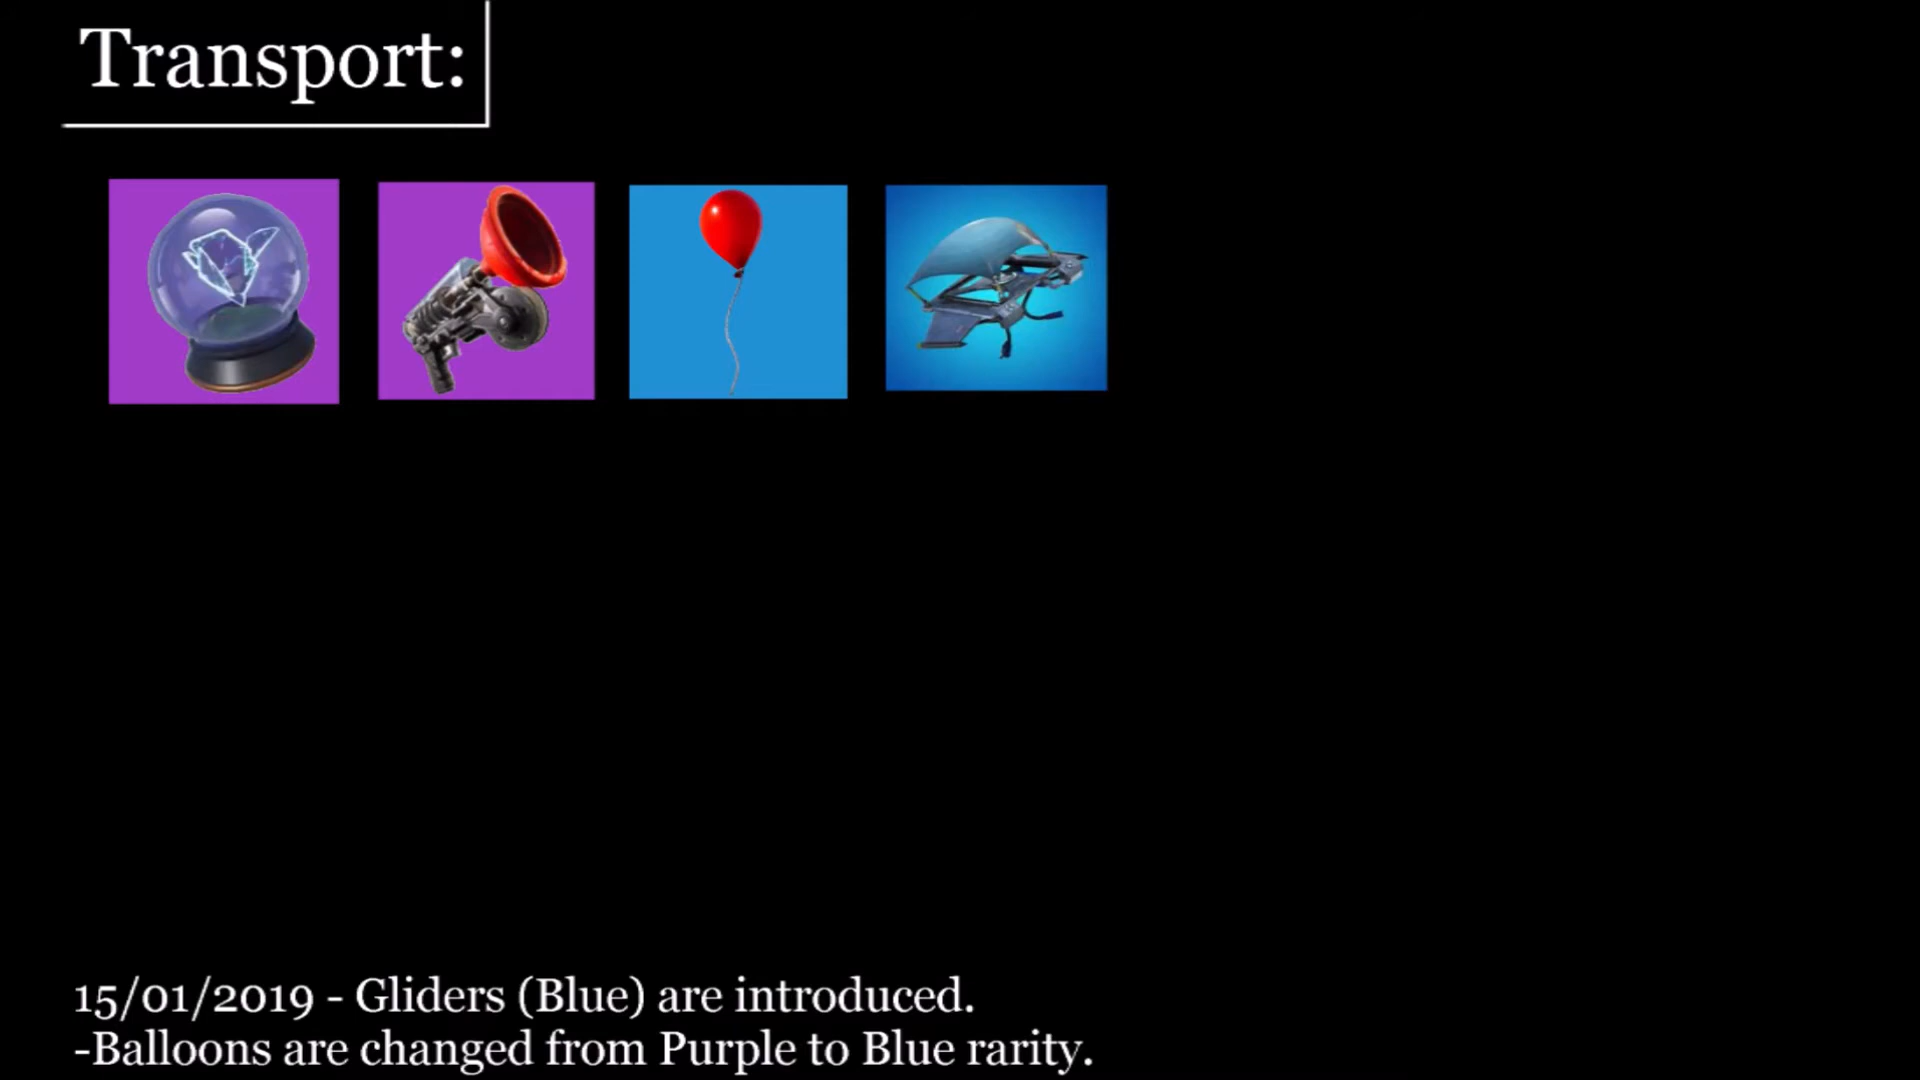 Transport:
15/01/2019 - Gliders (Blue) are introduced.
-Balloons are changed from Purple to Blue rarity.